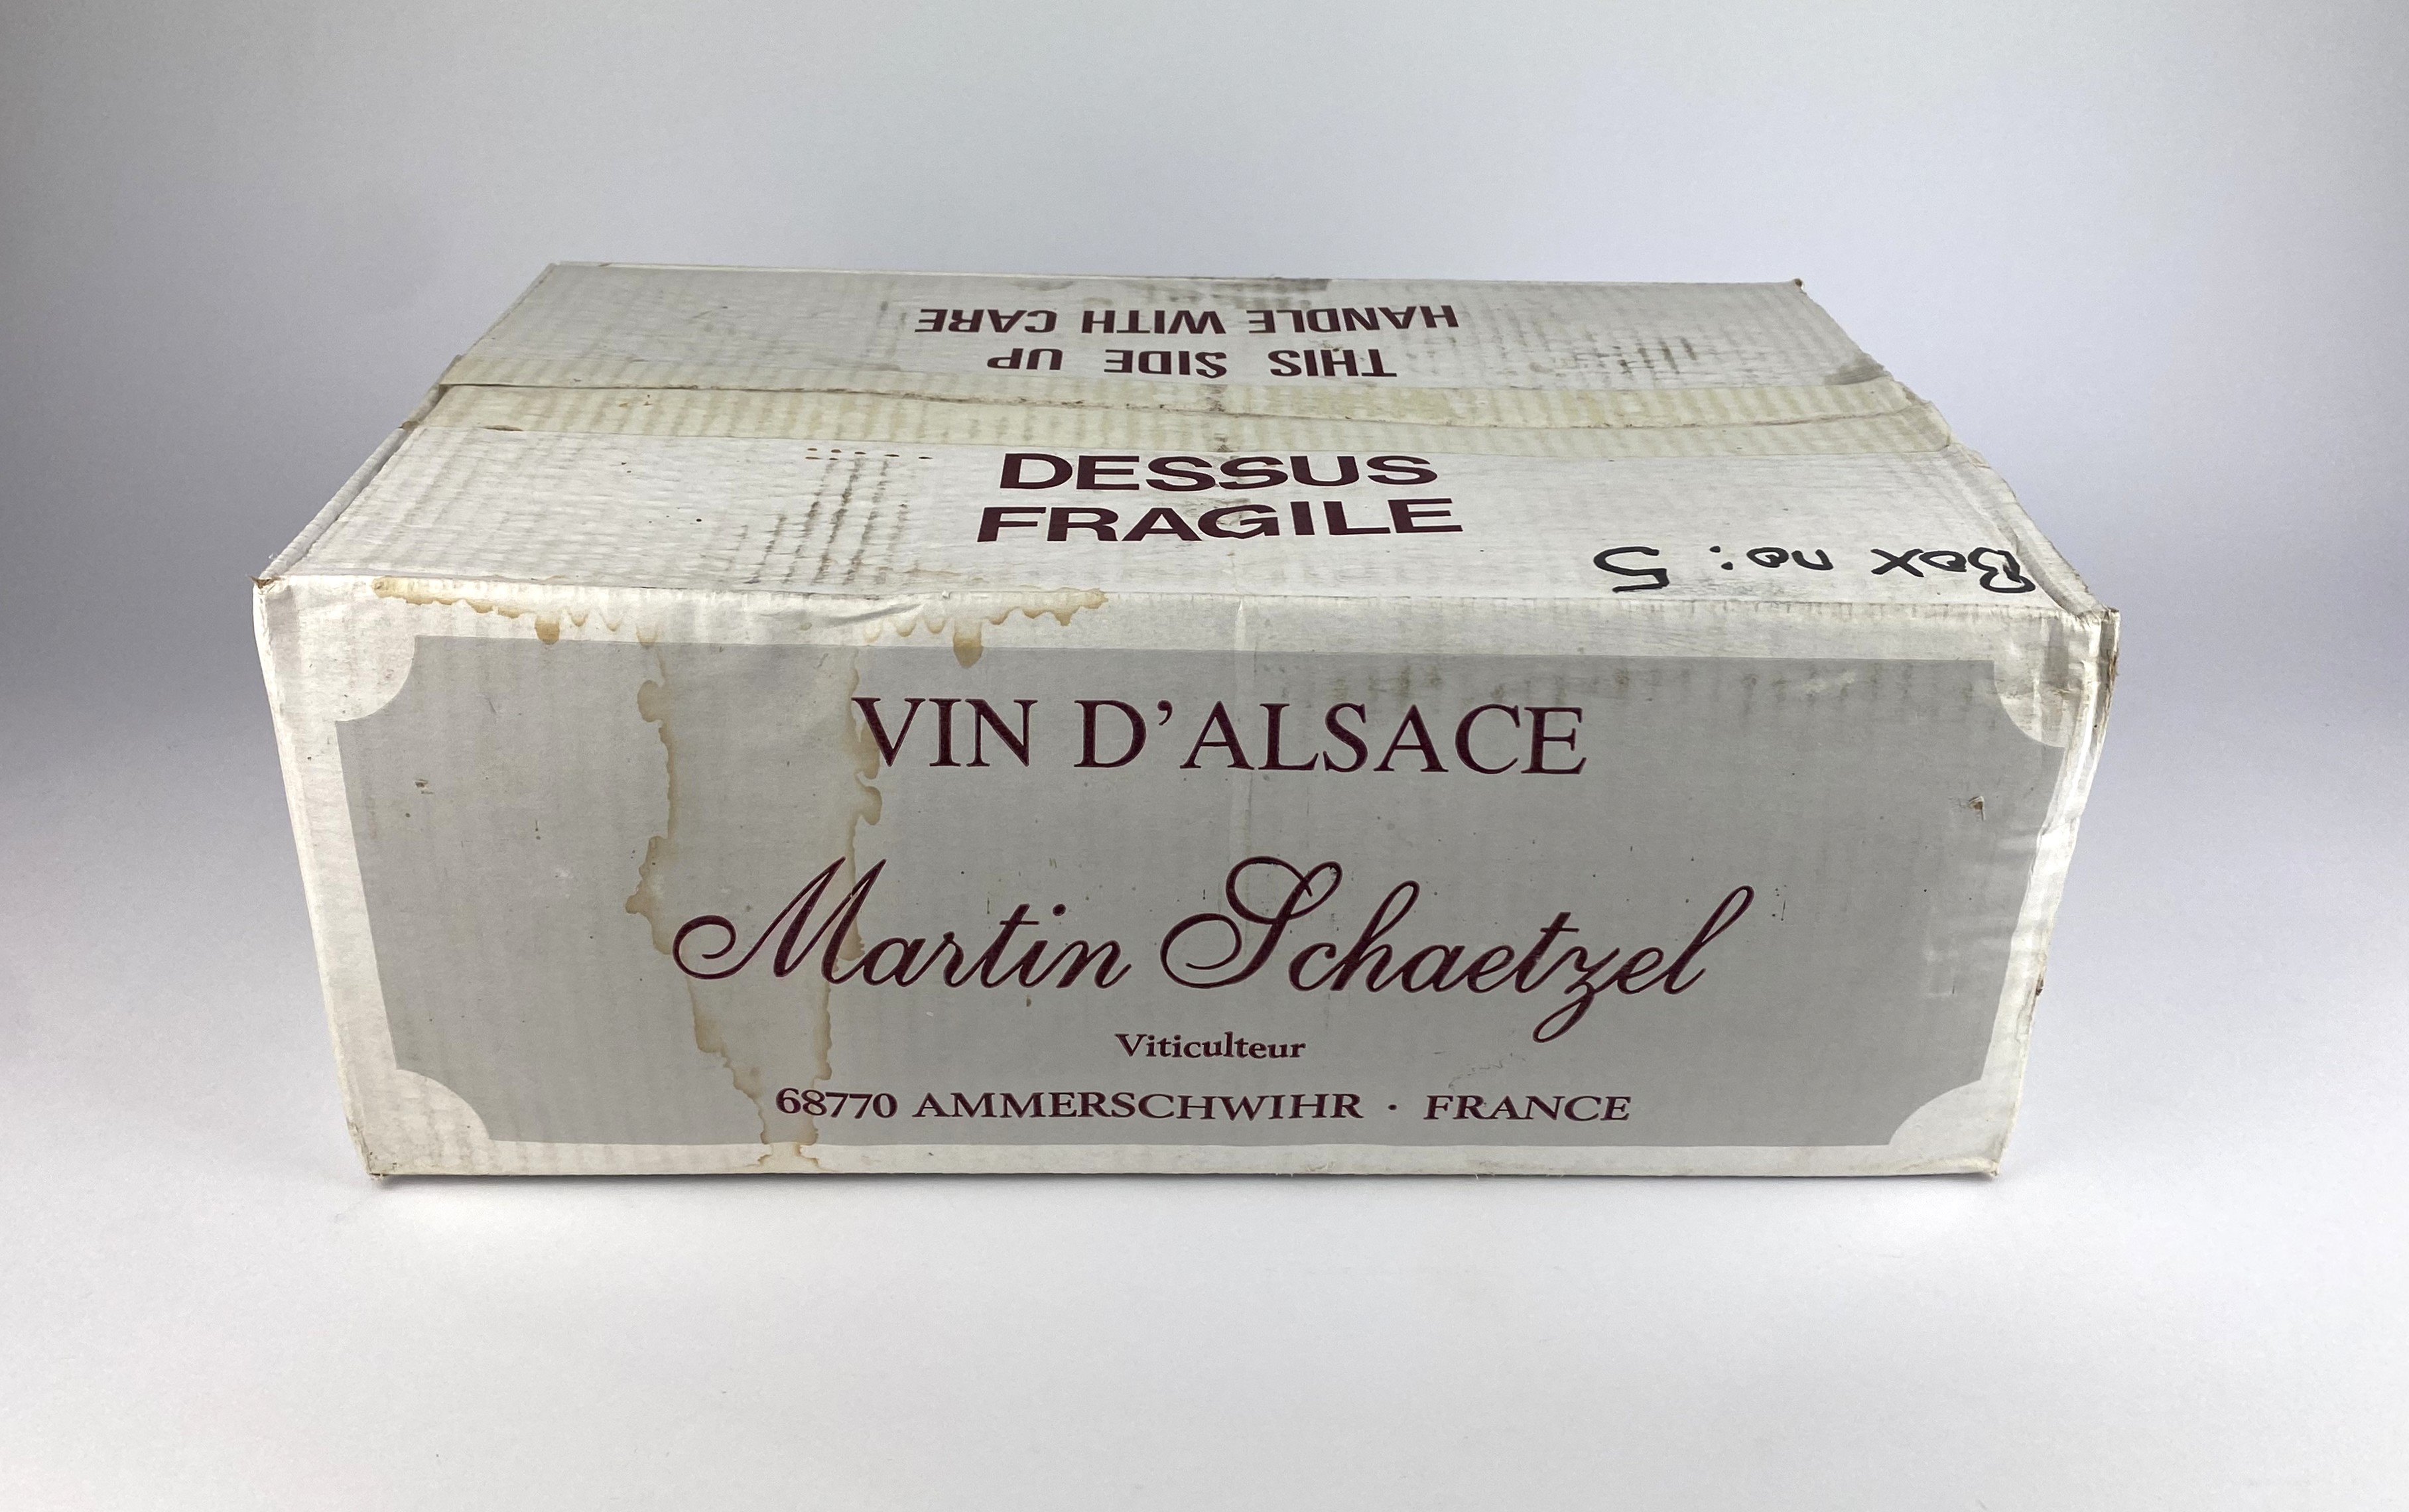 HANDLE WITH CARE
THIS SIDE UP
DESSUS
FRAGILE
Box no: 5
VIN D’ALSACE
Martin Schaetzel
Viticulteur
68770 AMMERSCHWIHR · FRANCE